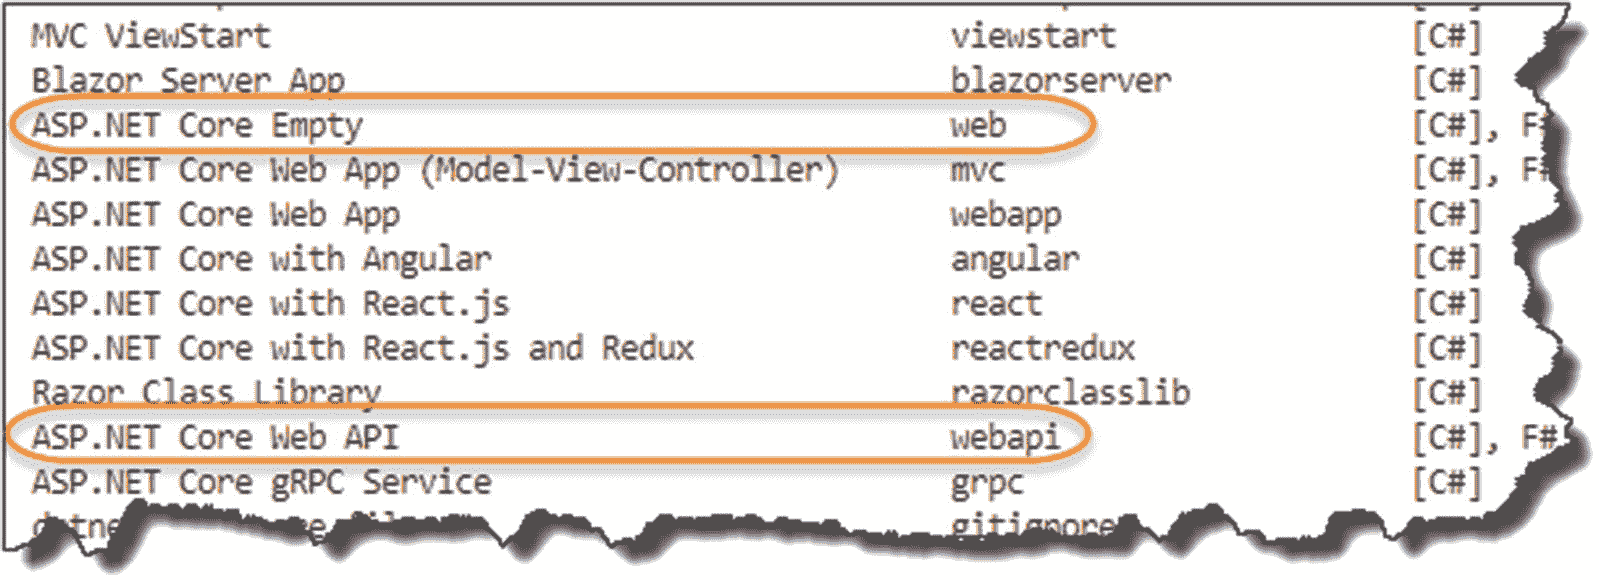 MVC ViewStart viewstart [C#]
Blazor Server App blazorserver [C#]
ASP.NET Core Empty web [C#], F#
ASP.NET Core Web App (Model-View-Controller) mvc [C#], F#
ASP.NET Core Web App webapp [C#]
ASP.NET Core with Angular angular [C#]
ASP.NET Core with React.js react [C#]
ASP.NET Core with React.js and Redux reactredux [C#]
Razor Class Library razorclasslib [C#]
ASP.NET Core Web API webapi [C#], F#
ASP.NET Core gRPC Service grpc [C#]
gitignore